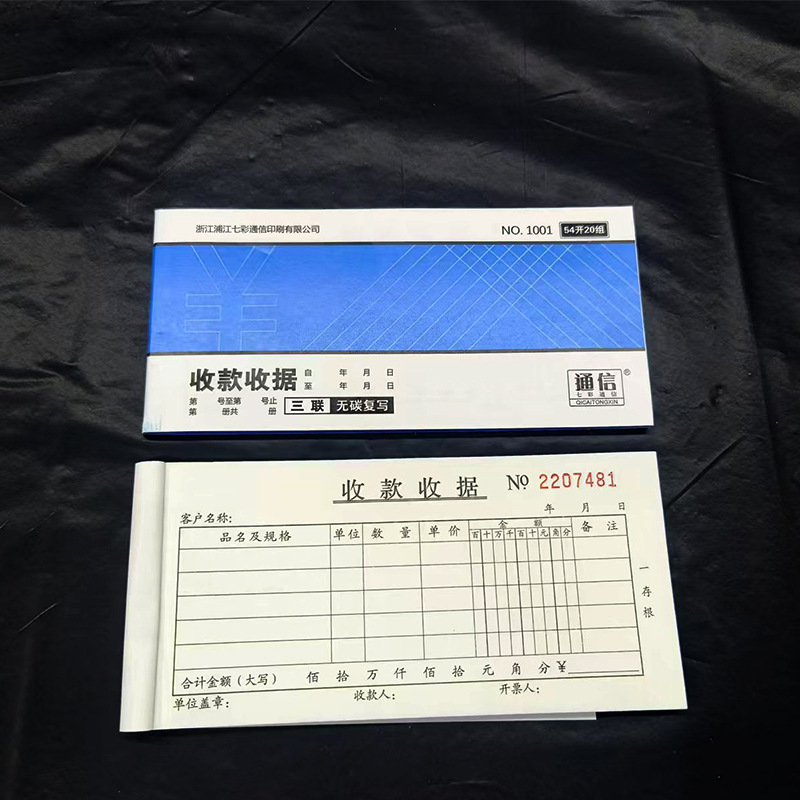 浙江浦江七彩通信印刷有限公司 NO. 1001 54开20组
收款收据 自 年 月 日
至 年 月 日
第 号至第 号止
第 册共 册 三联 无碳复写
通信®
七彩通信
QICAITONGXIN
收款收据 Nº 2207481
年 月 日
客户名称:
品名及规格 单位 数量 单价 金额 备注
百十万千百十元角分
一存根
合计金额(大写) 佰 拾 万 仟 佰 拾 元 角 分 ¥
单位盖章: 收款人: 开票人: